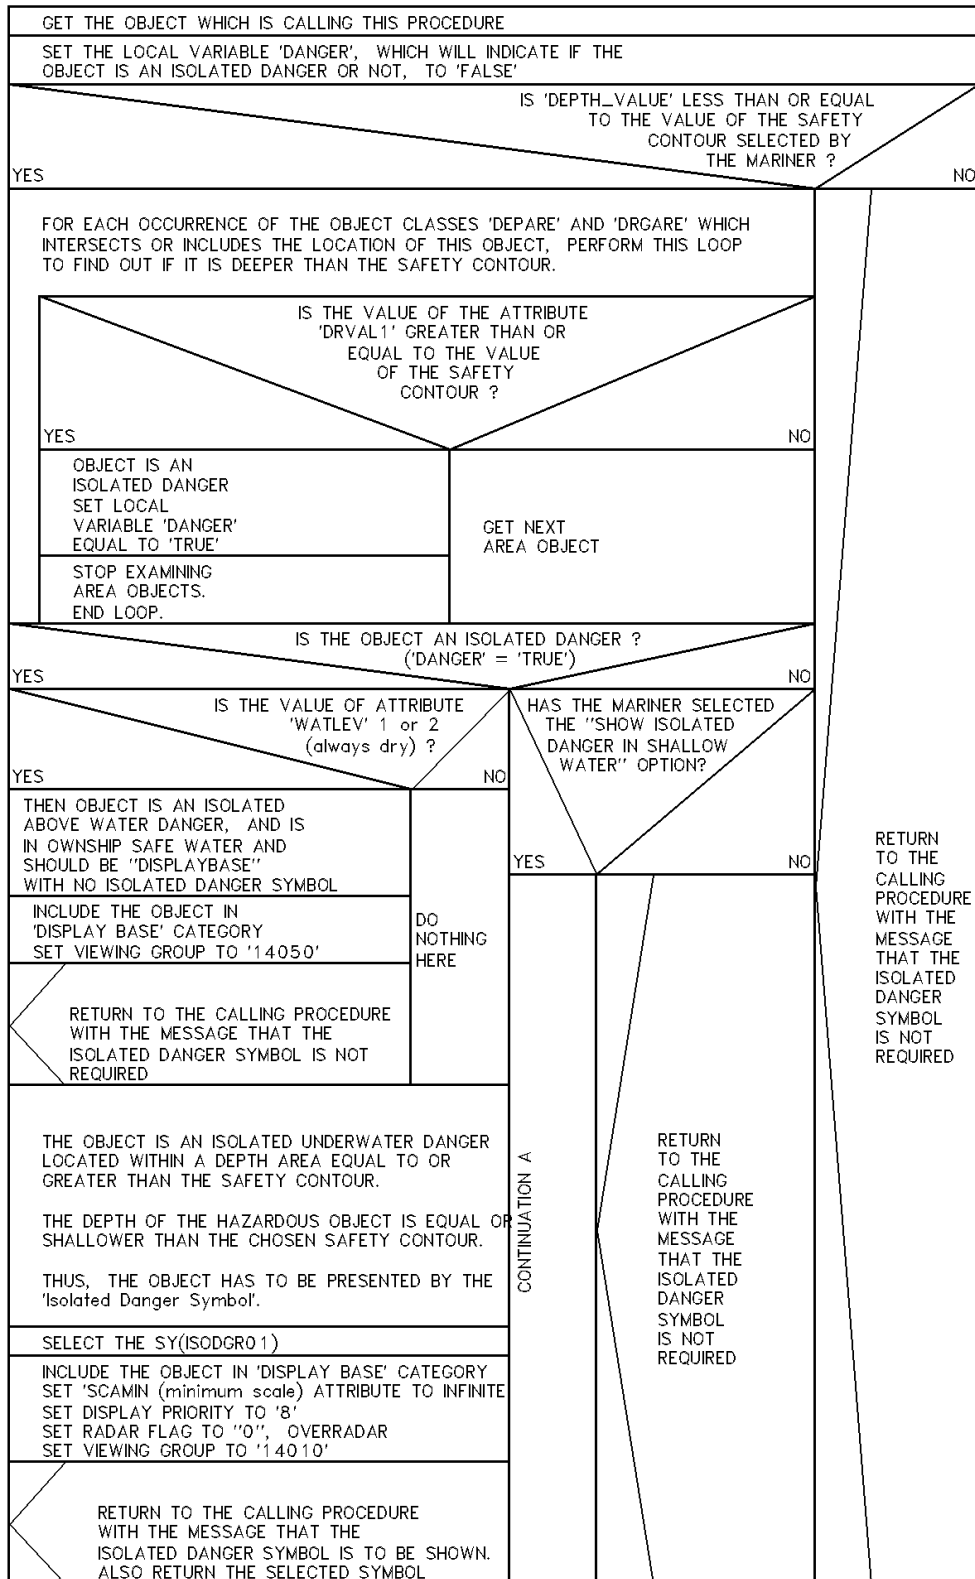 GET THE OBJECT WHICH IS CALLING THIS PROCEDURE
SET THE LOCAL VARIABLE 'DANGER', WHICH WILL INDICATE IF THE
OBJECT IS AN ISOLATED DANGER OR NOT, TO 'FALSE'
IS 'DEPTH_VALUE' LESS THAN OR EQUAL
TO THE VALUE OF THE SAFETY
CONTOUR SELECTED BY
THE MARINER ?
YES
NO
FOR EACH OCCURRENCE OF THE OBJECT CLASSES 'DEPARE' AND 'DRGARE' WHICH
INTERSECTS OR INCLUDES THE LOCATION OF THIS OBJECT, PERFORM THIS LOOP
TO FIND OUT IF IT IS DEEPER THAN THE SAFETY CONTOUR.
IS THE VALUE OF THE ATTRIBUTE
'DRVAL1' GREATER THAN OR
EQUAL TO THE VALUE
OF THE SAFETY
CONTOUR ?
YES
NO
OBJECT IS AN
ISOLATED DANGER
SET LOCAL
VARIABLE 'DANGER'
EQUAL TO 'TRUE'
STOP EXAMINING
AREA OBJECTS.
END LOOP.
GET NEXT
AREA OBJECT
IS THE OBJECT AN ISOLATED DANGER ?
('DANGER' = 'TRUE')
YES
NO
IS THE VALUE OF ATTRIBUTE
'WATLEV' 1 or 2
(always dry) ?
YES
NO
THEN OBJECT IS AN ISOLATED
ABOVE WATER DANGER, AND IS
IN OWNSHIP SAFE WATER AND
SHOULD BE "DISPLAYBASE"
WITH NO ISOLATED DANGER SYMBOL
INCLUDE THE OBJECT IN
'DISPLAY BASE' CATEGORY
SET VIEWING GROUP TO '14050'
RETURN TO THE CALLING PROCEDURE
WITH THE MESSAGE THAT THE
ISOLATED DANGER SYMBOL IS NOT
REQUIRED
DO
NOTHING
HERE
THE OBJECT IS AN ISOLATED UNDERWATER DANGER
LOCATED WITHIN A DEPTH AREA EQUAL TO OR
GREATER THAN THE SAFETY CONTOUR.
THE DEPTH OF THE HAZARDOUS OBJECT IS EQUAL OR
SHALLOWER THAN THE CHOSEN SAFETY CONTOUR.
THUS, THE OBJECT HAS TO BE PRESENTED BY THE
'Isolated Danger Symbol'.
SELECT THE SY(ISODGR01)
INCLUDE THE OBJECT IN 'DISPLAY BASE' CATEGORY
SET 'SCAMIN (minimum scale) ATTRIBUTE TO INFINITE
SET DISPLAY PRIORITY TO '8'
SET RADAR FLAG TO "O", OVERRADAR
SET VIEWING GROUP TO '14010'
RETURN TO THE CALLING PROCEDURE
WITH THE MESSAGE THAT THE
ISOLATED DANGER SYMBOL IS TO BE SHOWN.
ALSO RETURN THE SELECTED SYMBOL
HAS THE MARINER SELECTED
THE "SHOW ISOLATED
DANGER IN SHALLOW
WATER" OPTION?
YES
NO
CONTINUATION A
RETURN
TO THE
CALLING
PROCEDURE
WITH THE
MESSAGE
THAT THE
ISOLATED
DANGER
SYMBOL
IS NOT
REQUIRED
RETURN
TO THE
CALLING
PROCEDURE
WITH THE
MESSAGE
THAT THE
ISOLATED
DANGER
SYMBOL
IS NOT
REQUIRED